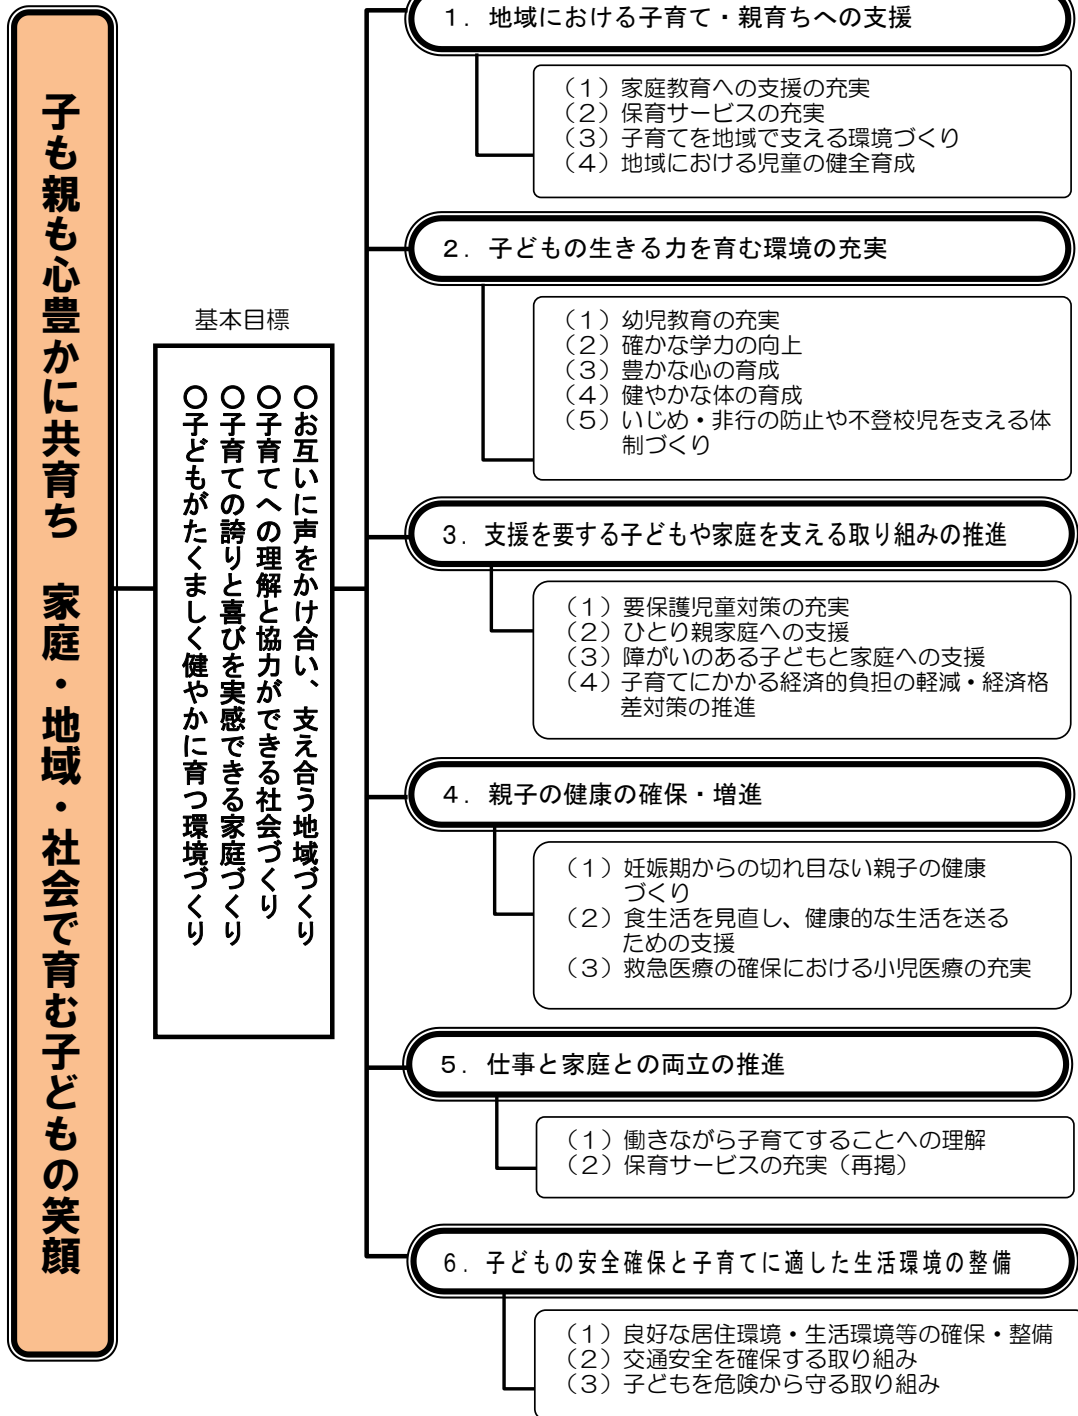 子も親も心豊かに共育ち　家庭・地域・社会で育む子どもの笑顔
基本目標
○お互いに声をかけ合い、支え合う地域づくり
○子育てへの理解と協力ができる社会づくり
○子育ての誇りと喜びを実感できる家庭づくり
○子どもがたくましく健やかに育つ環境づくり
１．地域における子育て・親育ちへの支援
（１）家庭教育への支援の充実
（２）保育サービスの充実
（３）子育てを地域で支える環境づくり
（４）地域における児童の健全育成
２．子どもの生きる力を育む環境の充実
（１）幼児教育の充実
（２）確かな学力の向上
（３）豊かな心の育成
（４）健やかな体の育成
（５）いじめ・非行の防止や不登校児を支える体
制づくり
３．支援を要する子どもや家庭を支える取り組みの推進
（１）要保護児童対策の充実
（２）ひとり親家庭への支援
（３）障がいのある子どもと家庭への支援
（４）子育てにかかる経済的負担の軽減・経済格
差対策の推進
４．親子の健康の確保・増進
（１）妊娠期からの切れ目ない親子の健康
づくり
（２）食生活を見直し、健康的な生活を送る
ための支援
（３）救急医療の確保における小児医療の充実
５．仕事と家庭との両立の推進
（１）働きながら子育てすることへの理解
（２）保育サービスの充実（再掲）
６．子どもの安全確保と子育てに適した生活環境の整備
（１）良好な居住環境・生活環境等の確保・整備
（２）交通安全を確保する取り組み
（３）子どもを危険から守る取り組み